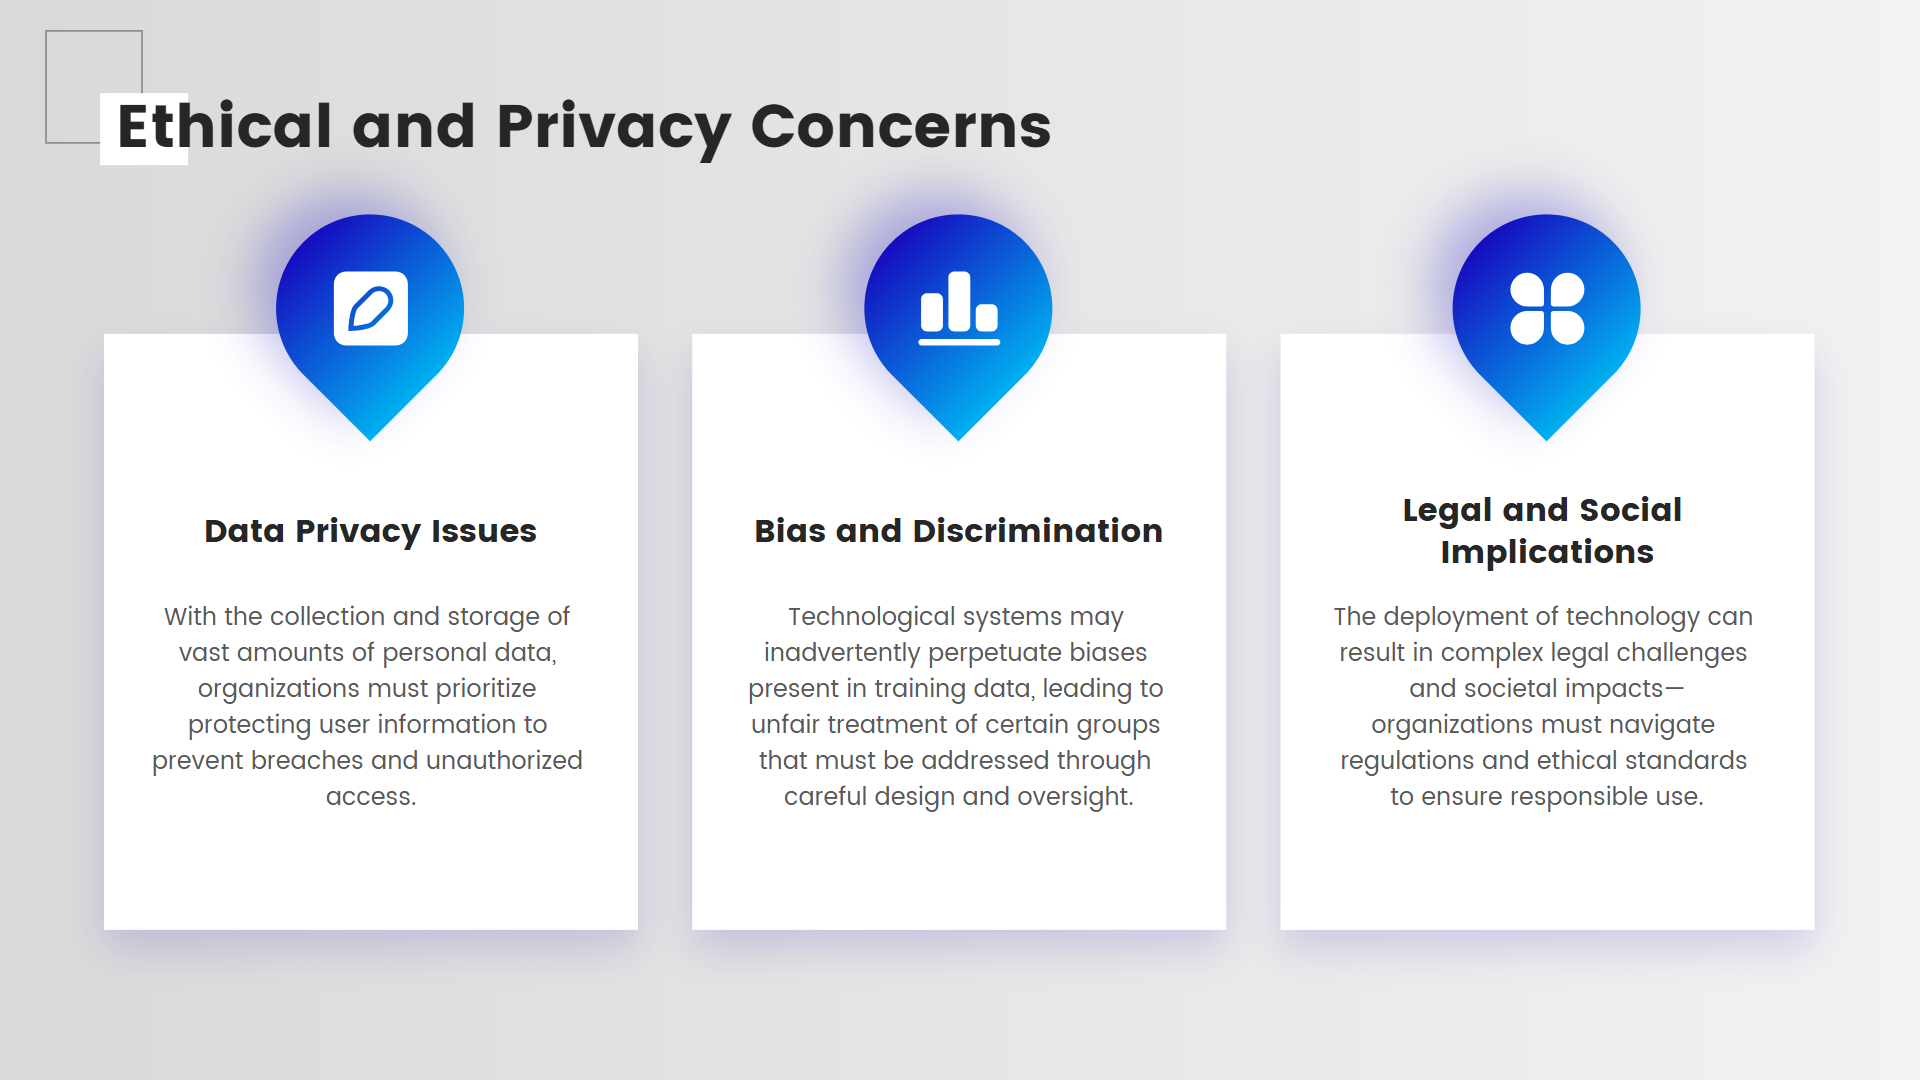 Ethical and Privacy Concerns
Data Privacy Issues
With the collection and storage of
vast amounts of personal data,
organizations must prioritize
protecting user information to
prevent breaches and unauthorized
access.
Bias and Discrimination
Technological systems may
inadvertently perpetuate biases
present in training data, leading to
unfair treatment of certain groups
that must be addressed through
careful design and oversight.
Legal and Social
Implications
The deployment of technology can
result in complex legal challenges
and societal impacts—
organizations must navigate
regulations and ethical standards
to ensure responsible use.